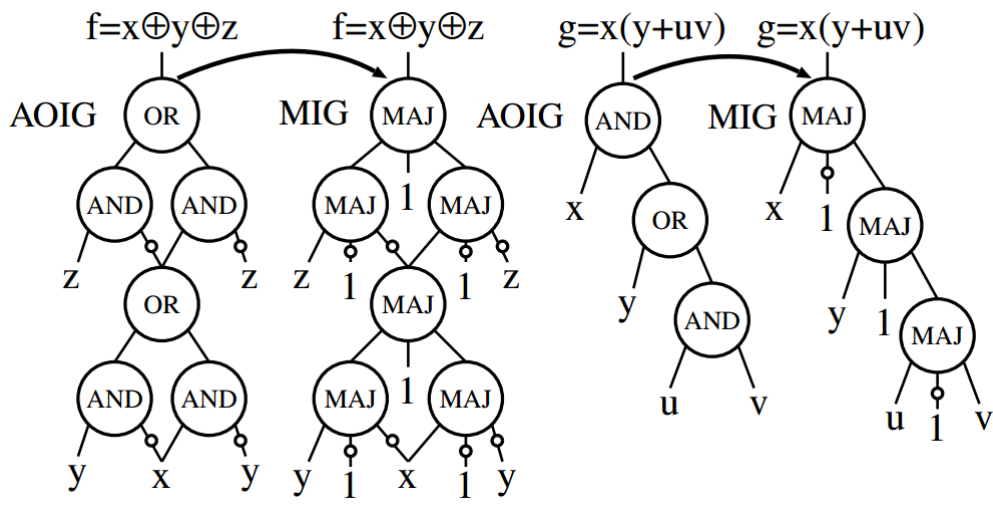 f=x⊕y⊕z f=x⊕y⊕z g=x(y+uv) g=x(y+uv)
AOIG OR MIG MAJ AOIG AND MIG MAJ
AND AND MAJ 1 MAJ x OR x 1 MAJ
z z z 1 1 z
OR MAJ y AND y 1 MAJ
AND AND MAJ 1 MAJ u v u 1 v
y x y y 1 x 1 y